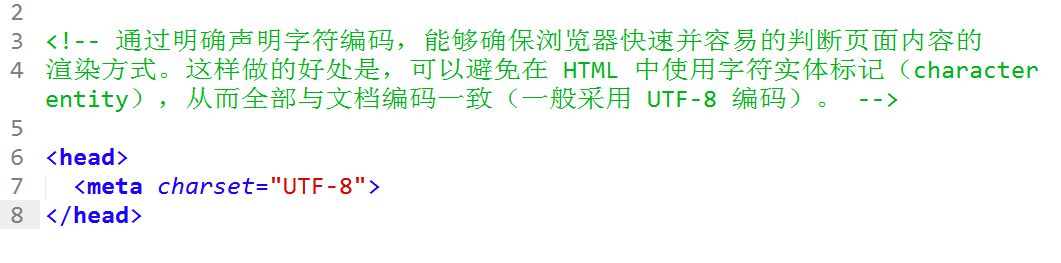 2
3 <!-- 通过明确声明字符编码，能够确保浏览器快速并容易的判断页面内容的
4 渲染方式。这样做的好处是，可以避免在 HTML 中使用字符实体标记（character
entity），从而全部与文档编码一致（一般采用 UTF-8 编码）。 -->
5
6 <head>
7   <meta charset="UTF-8">
8 </head>